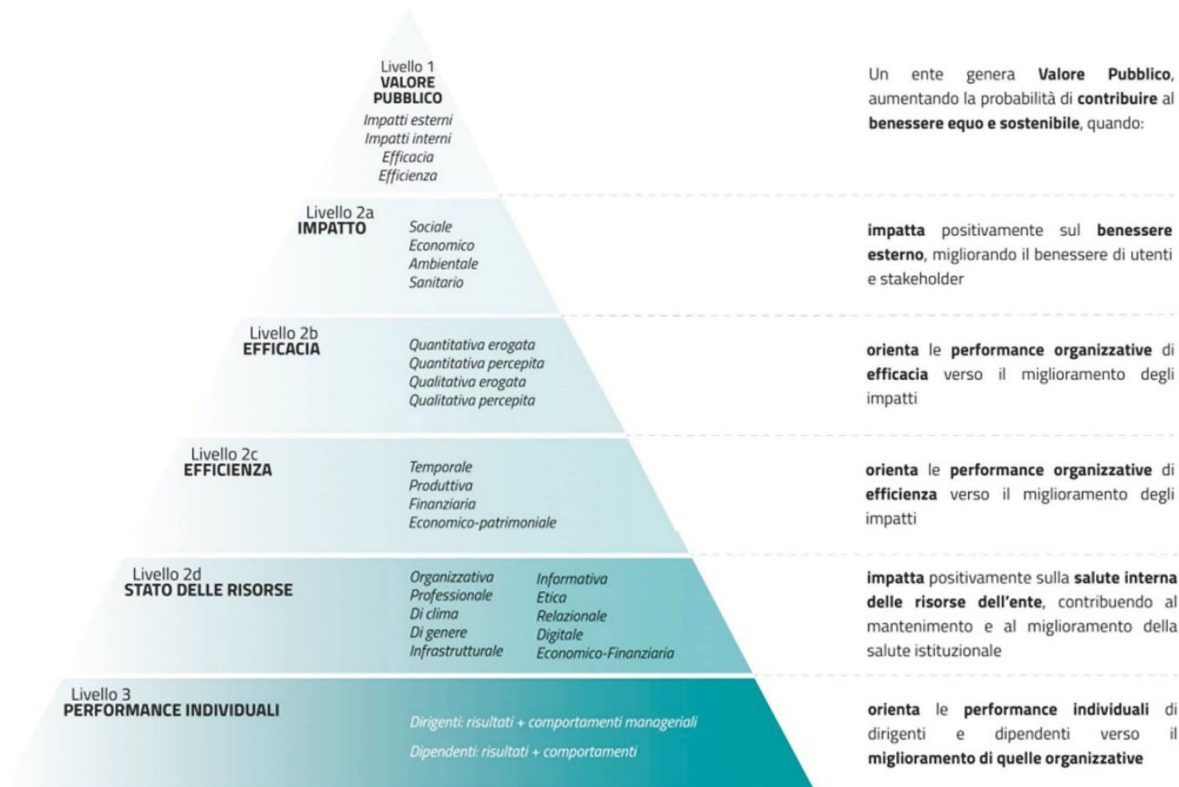 Livello 1
VALORE
PUBBLICO
Impatti esterni
Impatti interni
Efficacia
Efficienza
Un ente genera Valore Pubblico,
aumentando la probabilità di contribuire al
benessere equo e sostenibile, quando:
Livello 2a
IMPATTO
Sociale
Economico
Ambientale
Sanitario
impatta positivamente sul benessere
esterno, migliorando il benessere di utenti
e stakeholder
Livello 2b
EFFICACIA
Quantitativa erogata
Quantitativa percepita
Qualitativa erogata
Qualitativa percepita
orienta le performance organizzative di
efficacia verso il miglioramento degli
impatti
Livello 2c
EFFICIENZA
Temporale
Produttiva
Finanziaria
Economico-patrimoniale
orienta le performance organizzative di
efficienza verso il miglioramento degli
impatti
Livello 2d
STATO DELLE RISORSE
Organizzativa
Professionale
Di clima
Di genere
Infrastrutturale
Informativa
Etica
Relazionale
Digitale
Economico-Finanziaria
impatta positivamente sulla salute interna
delle risorse dell'ente, contribuendo al
mantenimento e al miglioramento della
salute istituzionale
Livello 3
PERFORMANCE INDIVIDUALI
Dirigenti: risultati + comportamenti manageriali
Dipendenti: risultati + comportamenti
orienta le performance individuali di
dirigenti e dipendenti verso il
miglioramento di quelle organizzative